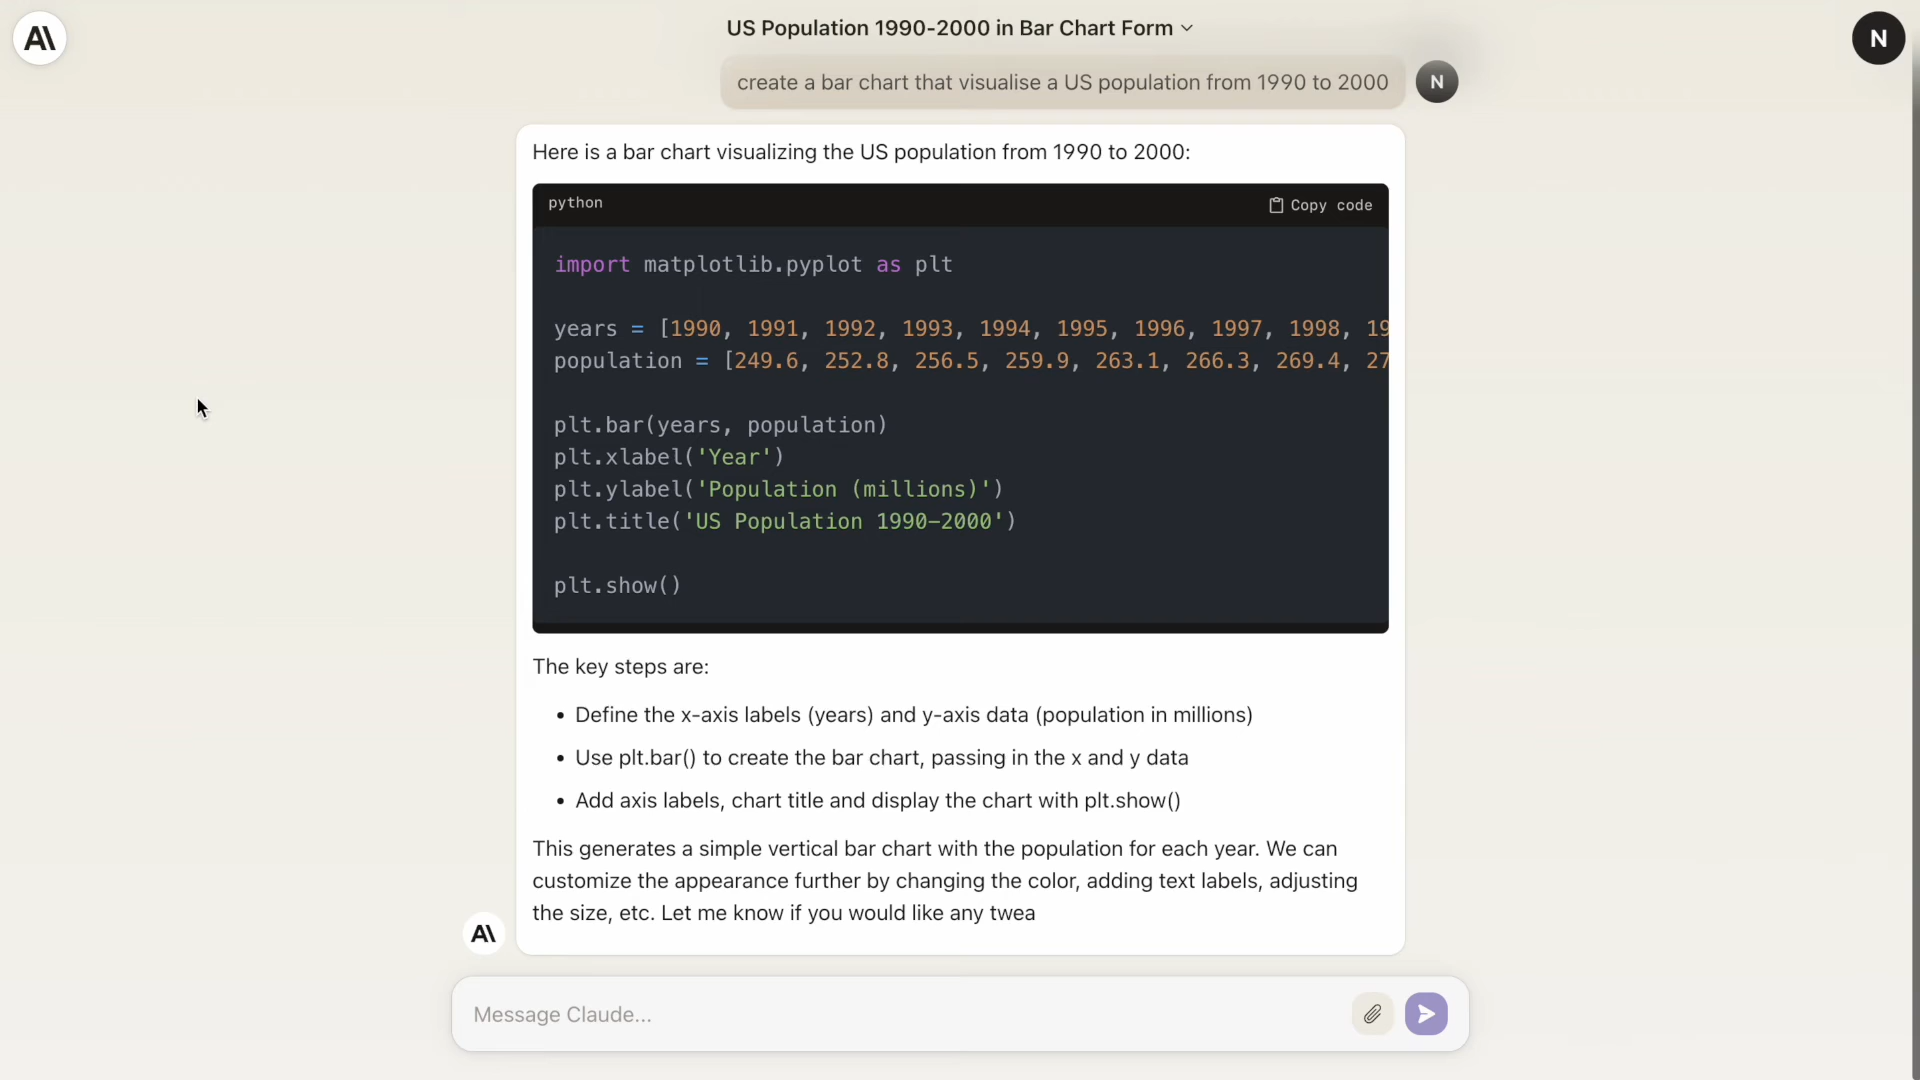 A\
US Population 1990-2000 in Bar Chart Form
N
create a bar chart that visualise a US population from 1990 to 2000
N
Here is a bar chart visualizing the US population from 1990 to 2000:
python
Copy code
import matplotlib.pyplot as plt
years = [1990, 1991, 1992, 1993, 1994, 1995, 1996, 1997, 1998, 19
population = [249.6, 252.8, 256.5, 259.9, 263.1, 266.3, 269.4, 27
plt.bar(years, population)
plt.xlabel('Year')
plt.ylabel('Population (millions)')
plt.title('US Population 1990-2000')
plt.show()
The key steps are:
• Define the x-axis labels (years) and y-axis data (population in millions)
• Use plt.bar() to create the bar chart, passing in the x and y data
• Add axis labels, chart title and display the chart with plt.show()
This generates a simple vertical bar chart with the population for each year. We can
customize the appearance further by changing the color, adding text labels, adjusting
the size, etc. Let me know if you would like any twea
A\
Message Claude...